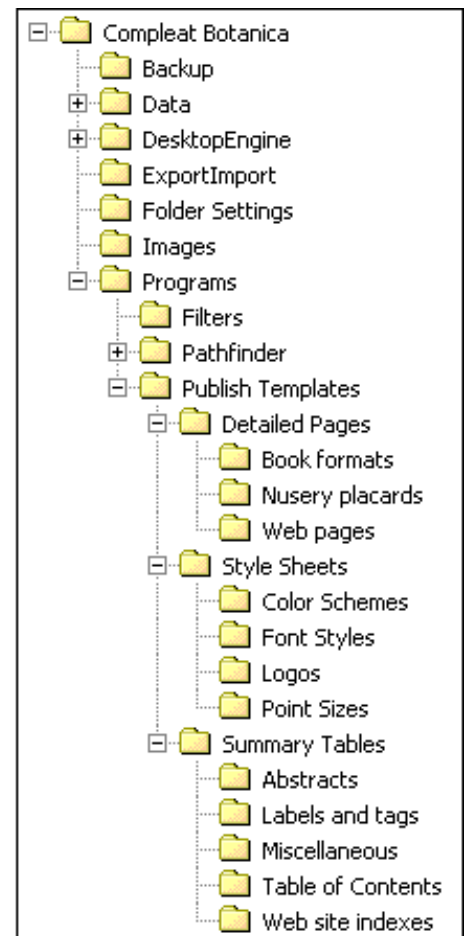 Compleat Botanica
Backup
Data
DesktopEngine
ExportImport
Folder Settings
Images
Programs
Filters
Pathfinder
Publish Templates
Detailed Pages
Book formats
Nusery placards
Web pages
Style Sheets
Color Schemes
Font Styles
Logos
Point Sizes
Summary Tables
Abstracts
Labels and tags
Miscellaneous
Table of Contents
Web site indexes